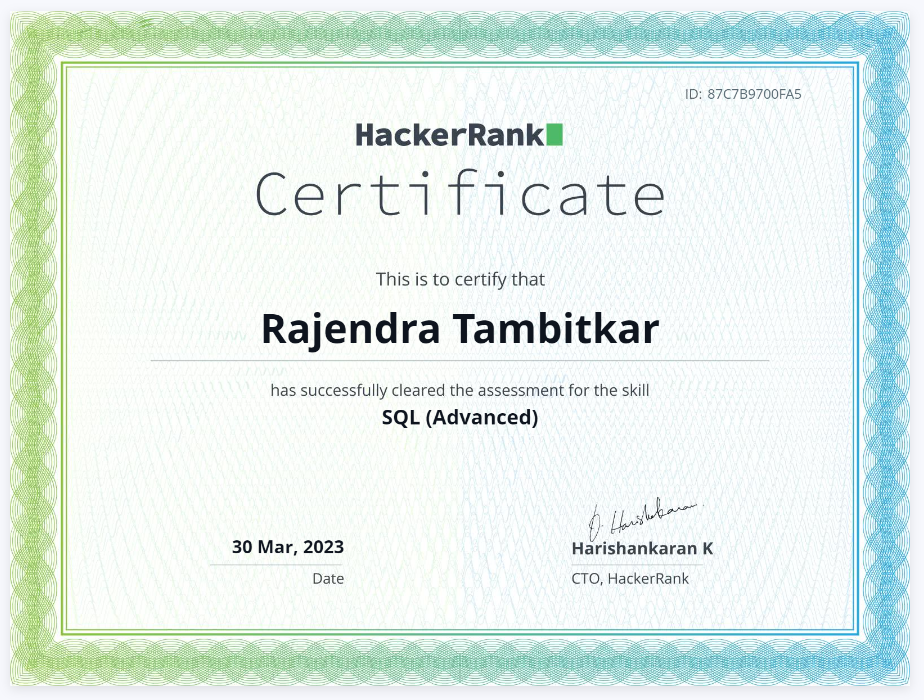 ID: 87C7B9700FA5
HackerRank
Certificate
This is to certify that
Rajendra Tambitkar
has successfully cleared the assessment for the skill
SQL (Advanced)
30 Mar, 2023
Date
Harishankaran K
CTO, HackerRank